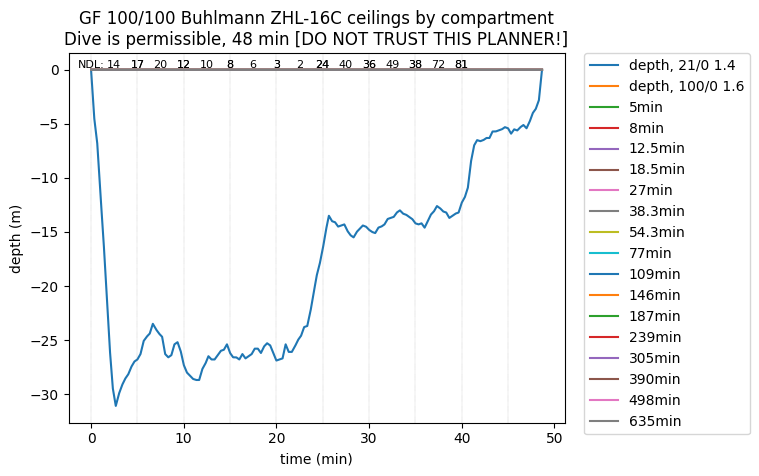 GF 100/100 Buhlmann ZHL-16C ceilings by compartment
Dive is permissible, 48 min [DO NOT TRUST THIS PLANNER!]
NDL: 14 17 20 12 10 8 6 3 2 24 40 36 49 38 72 81
0
−5
−10
−15
−20
−25
−30
depth (m)
0 10 20 30 40 50
time (min)
depth, 21/0 1.4
depth, 100/0 1.6
5min
8min
12.5min
18.5min
27min
38.3min
54.3min
77min
109min
146min
187min
239min
305min
390min
498min
635min